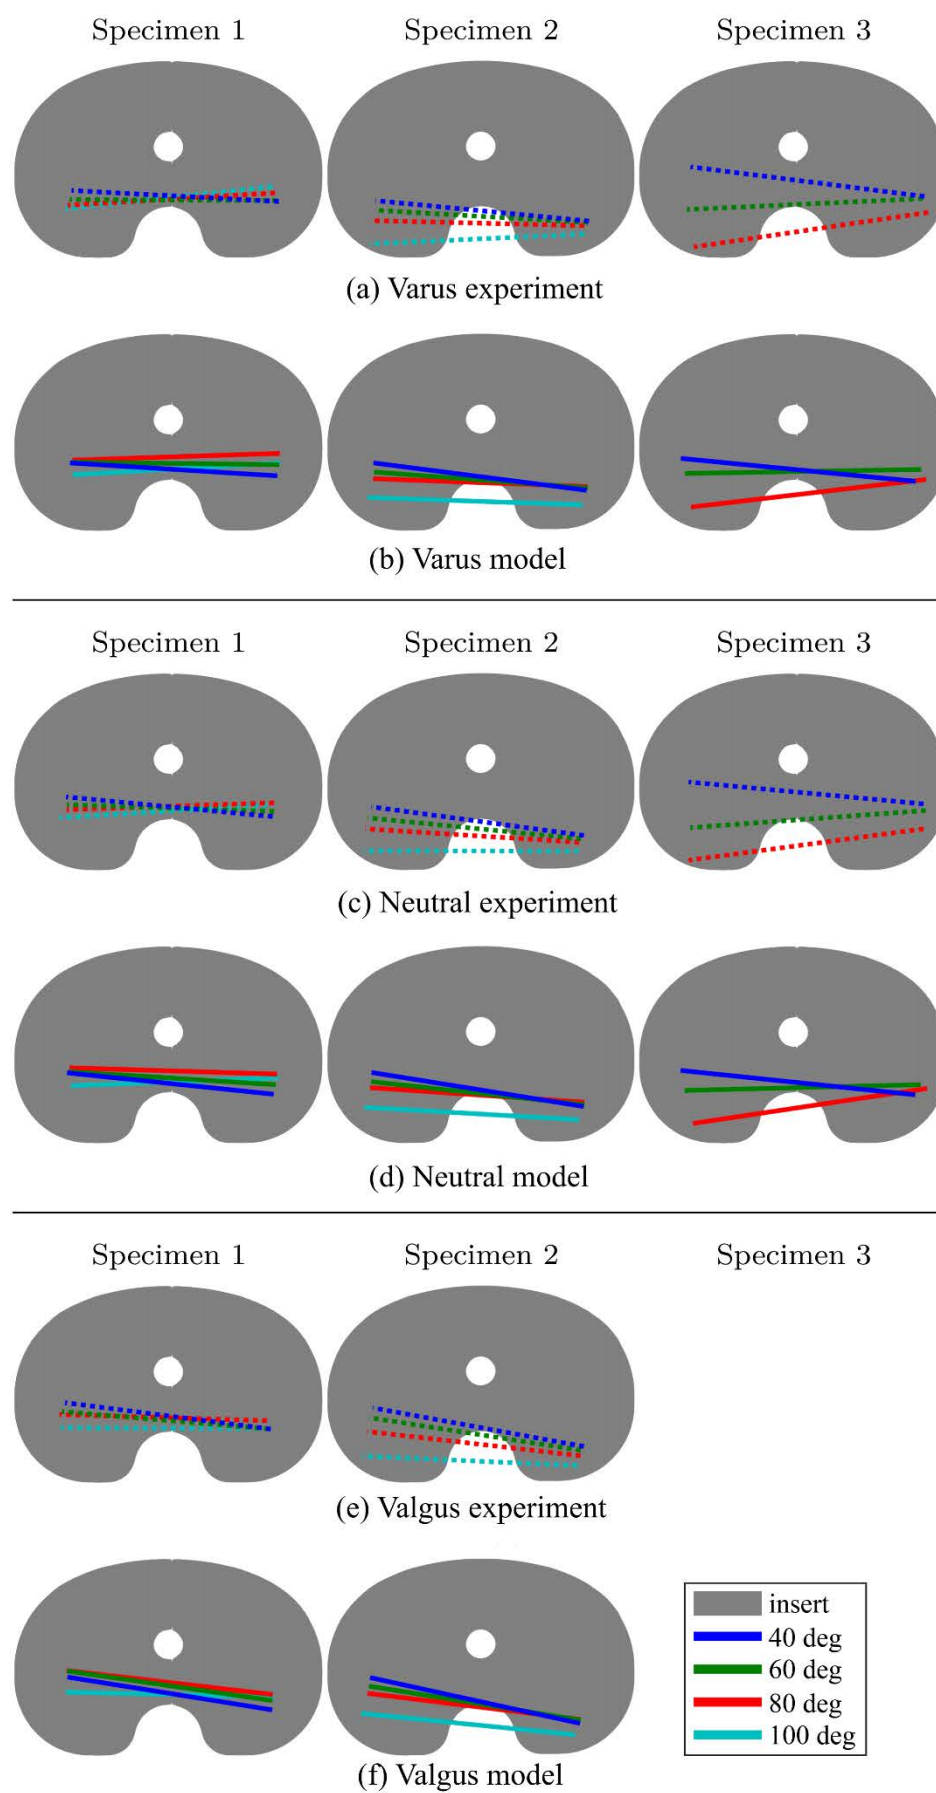 Specimen 1 Specimen 2 Specimen 3
(a) Varus experiment
(b) Varus model
Specimen 1 Specimen 2 Specimen 3
(c) Neutral experiment
(d) Neutral model
Specimen 1 Specimen 2 Specimen 3
(e) Valgus experiment
insert
40 deg
60 deg
80 deg
100 deg
(f) Valgus model